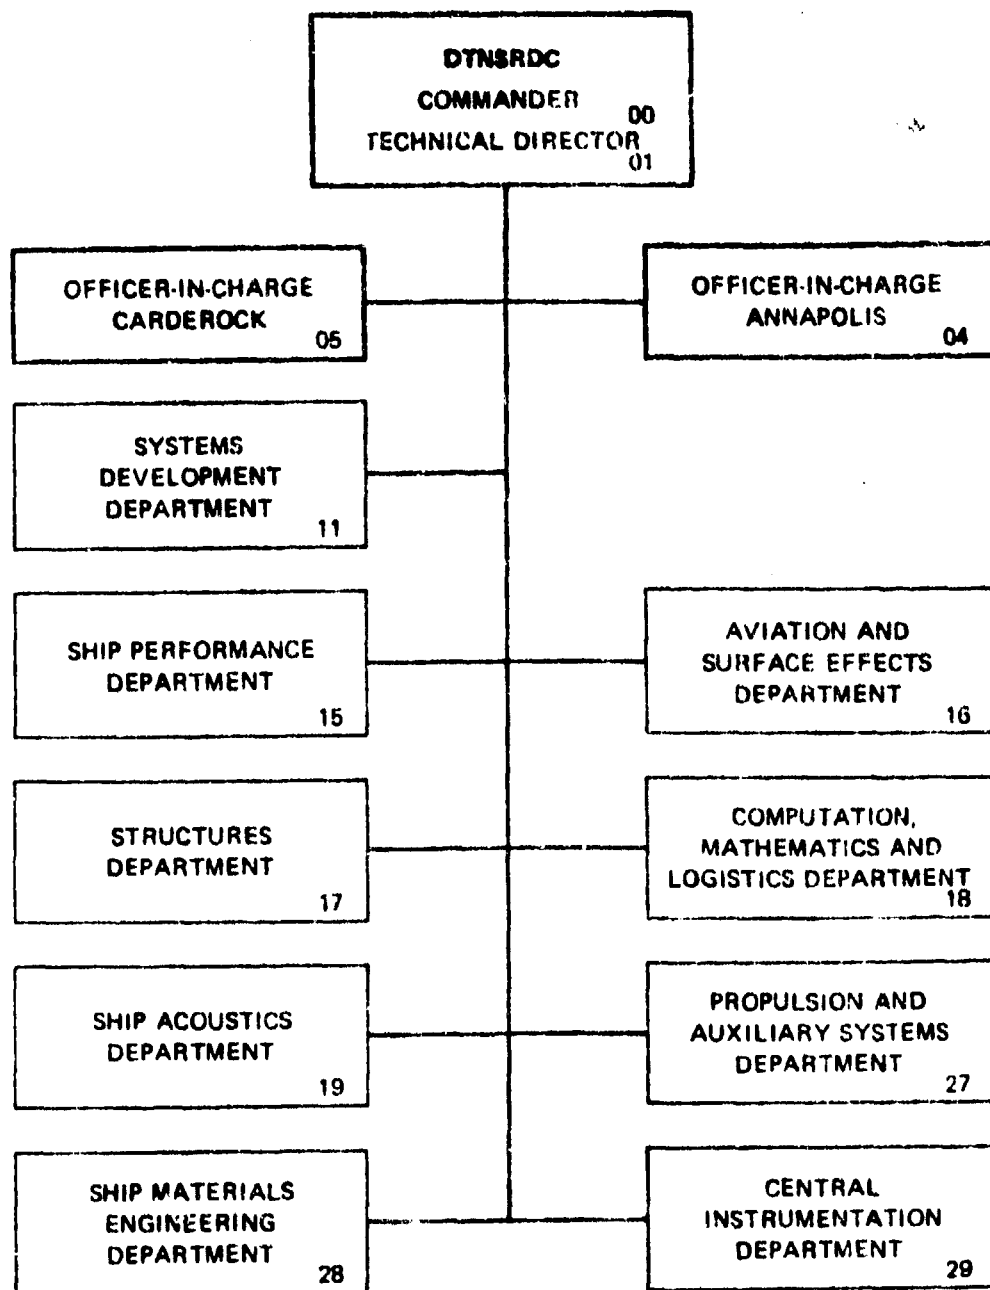 DTNSRDC
COMMANDER
00
TECHNICAL DIRECTOR
01
OFFICER-IN-CHARGE
CARDEROCK
05
OFFICER-IN-CHARGE
ANNAPOLIS
04
SYSTEMS
DEVELOPMENT
DEPARTMENT
11
SHIP PERFORMANCE
DEPARTMENT
15
AVIATION AND
SURFACE EFFECTS
DEPARTMENT
16
STRUCTURES
DEPARTMENT
17
COMPUTATION,
MATHEMATICS AND
LOGISTICS DEPARTMENT
18
SHIP ACOUSTICS
DEPARTMENT
19
PROPULSION AND
AUXILIARY SYSTEMS
DEPARTMENT
27
SHIP MATERIALS
ENGINEERING
DEPARTMENT
28
CENTRAL
INSTRUMENTATION
DEPARTMENT
29